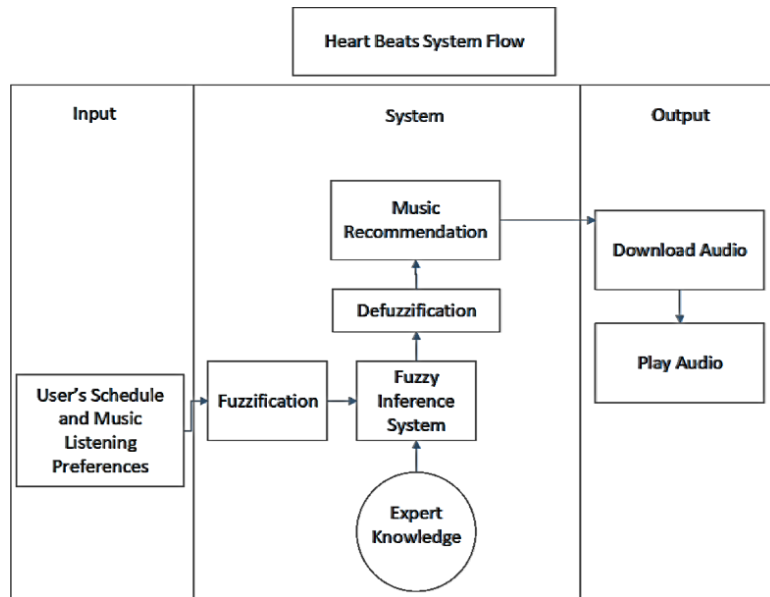 Heart Beats System Flow
Input
System
Output
Music
Recommendation
Download Audio
Defuzzification
Play Audio
User's Schedule
and Music
Listening
Preferences
Fuzzification
Fuzzy
Inference
System
Expert
Knowledge